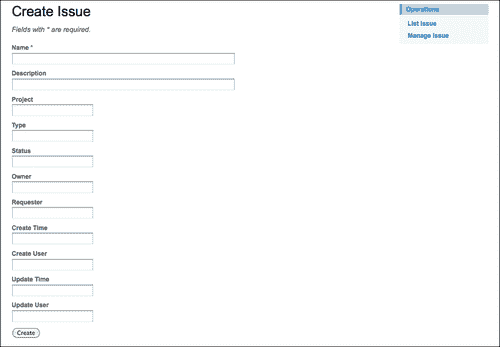 Create Issue
Fields with * are required.
Name *
Description
Project
Type
Status
Owner
Requester
Create Time
Create User
Update Time
Update User
Create
Operations
List Issue
Manage Issue